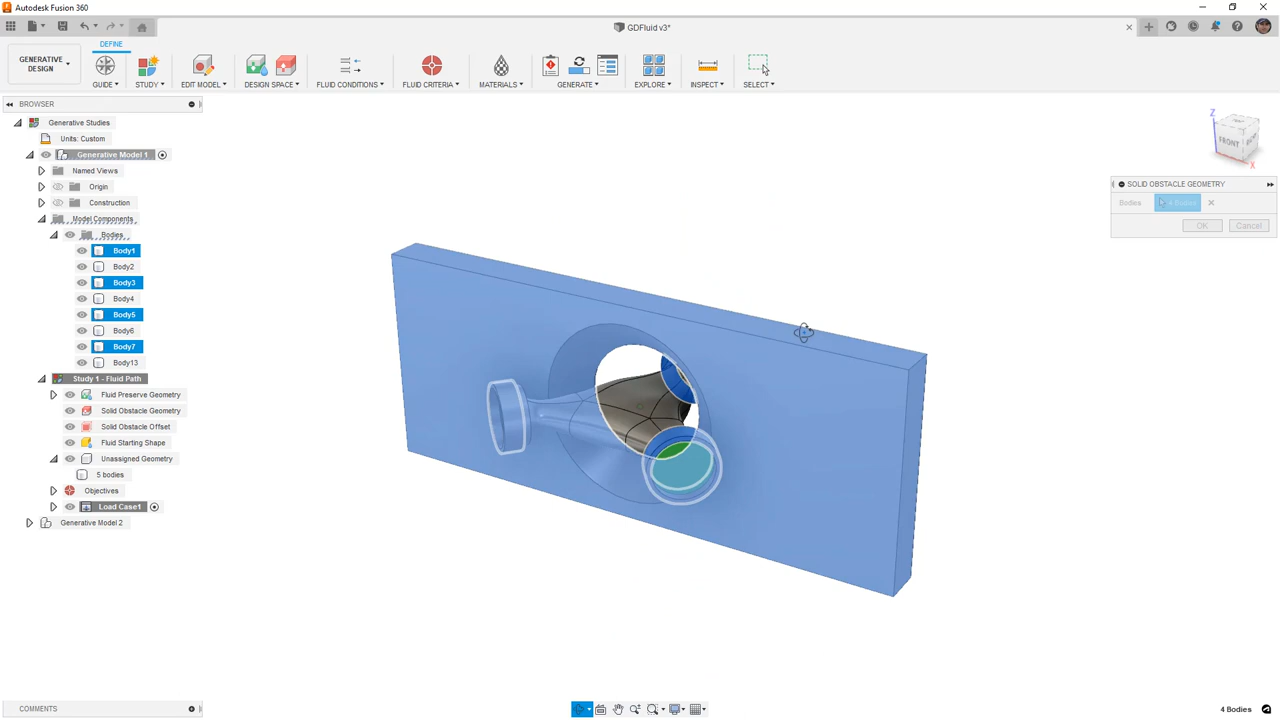 Autodesk Fusion 360
GDFluid v3*
DEFINE
GENERATIVE DESIGN
GUIDE
STUDY
EDIT MODEL
DESIGN SPACE
FLUID CONDITIONS
FLUID CRITERIA
MATERIALS
GENERATE
EXPLORE
INSPECT
SELECT
BROWSER
Generative Studies
Units: Custom
Generative Model 1
Named Views
Origin
Construction
Model Components
Bodies
Body1
Body2
Body3
Body4
Body5
Body6
Body7
Body13
Study 1 - Fluid Path
Fluid Preserve Geometry
Solid Obstacle Geometry
Solid Obstacle Offset
Fluid Starting Shape
Unassigned Geometry
5 bodies
Objectives
Load Case1
Generative Model 2
Z
FRONT
X
SOLID OBSTACLE GEOMETRY
Bodies
4 Bodies
OK
Cancel
COMMENTS
4 Bodies